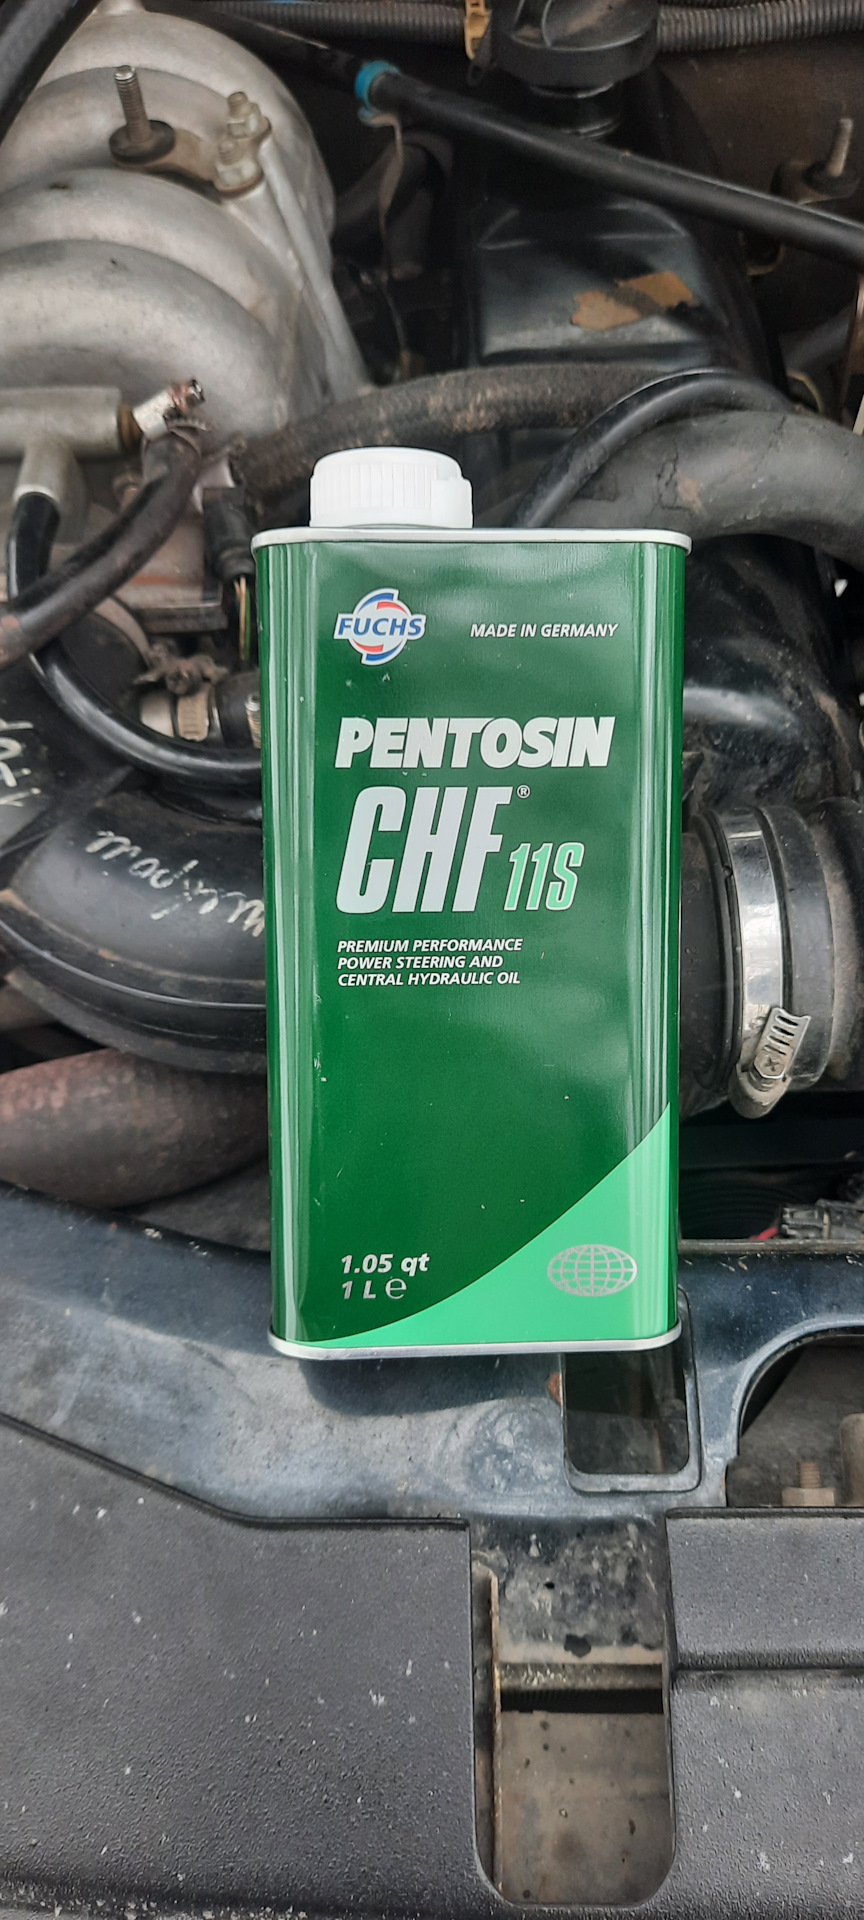 FUCHS
MADE IN GERMANY
PENTOSIN
CHF®
11S
PREMIUM PERFORMANCE
POWER STEERING AND
CENTRAL HYDRAULIC OIL
1.05 qt
1 L ℮